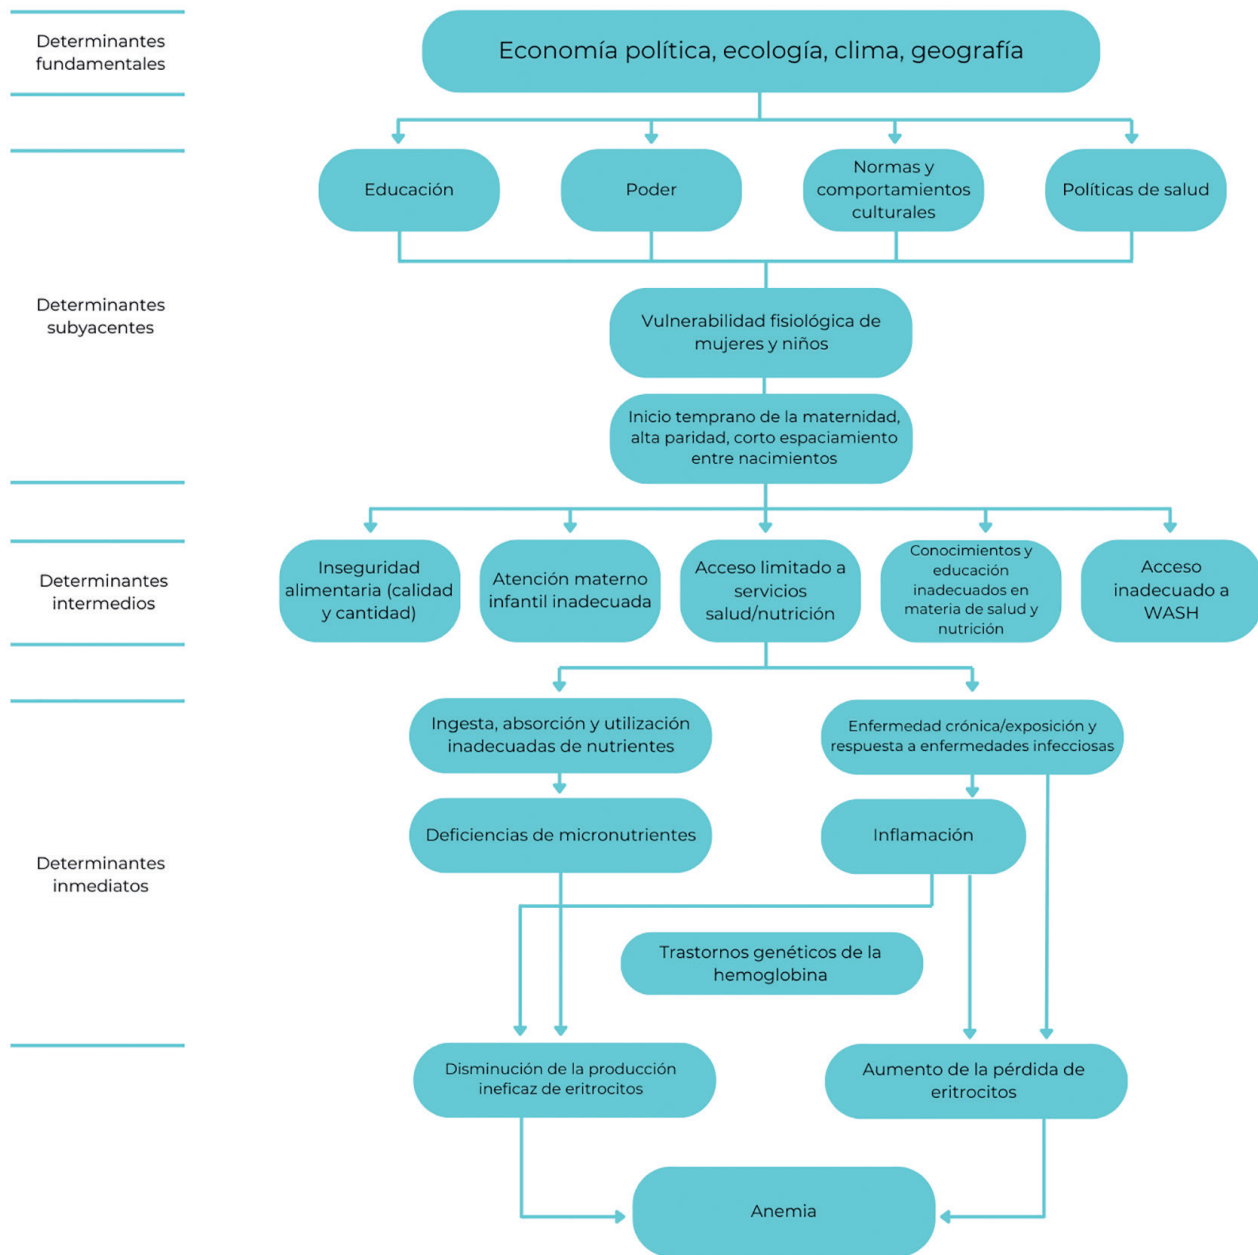 Determinantes
fundamentales
Economía política, ecología, clima, geografía
Educación
Poder
Normas y
comportamientos
culturales
Políticas de salud
Determinantes
subyacentes
Vulnerabilidad fisiológica de
mujeres y niños
Inicio temprano de la maternidad,
alta paridad, corto espaciamiento
entre nacimientos
Determinantes
intermedios
Inseguridad
alimentaria (calidad
y cantidad)
Atención materno
infantil inadecuada
Acceso limitado a
servicios
salud/nutrición
Conocimientos y
educación
inadecuados en
materia de salud y
nutrición
Acceso
inadecuado a
WASH
Determinantes
inmediatos
Ingesta, absorción y utilización
inadecuadas de nutrientes
Enfermedad crónica/exposición y
respuesta a enfermedades infecciosas
Deficiencias de micronutrientes
Inflamación
Trastornos genéticos de la
hemoglobina
Disminución de la producción
ineficaz de eritrocitos
Aumento de la pérdida de
eritrocitos
Anemia